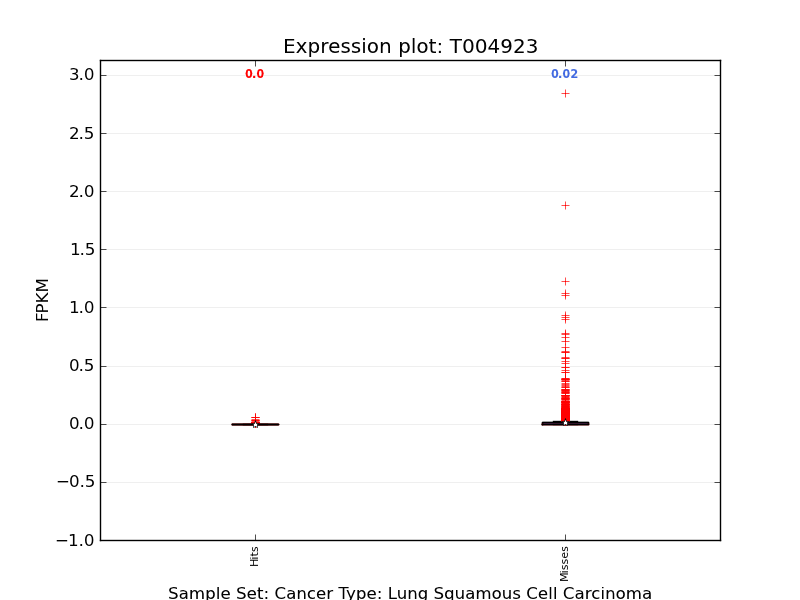 Expression plot: T004923
0.0
0.02
3.0
2.5
2.0
1.5
1.0
0.5
0.0
−0.5
−1.0
FPKM
Hits
Misses
Sample Set: Cancer Type: Lung Squamous Cell Carcinoma